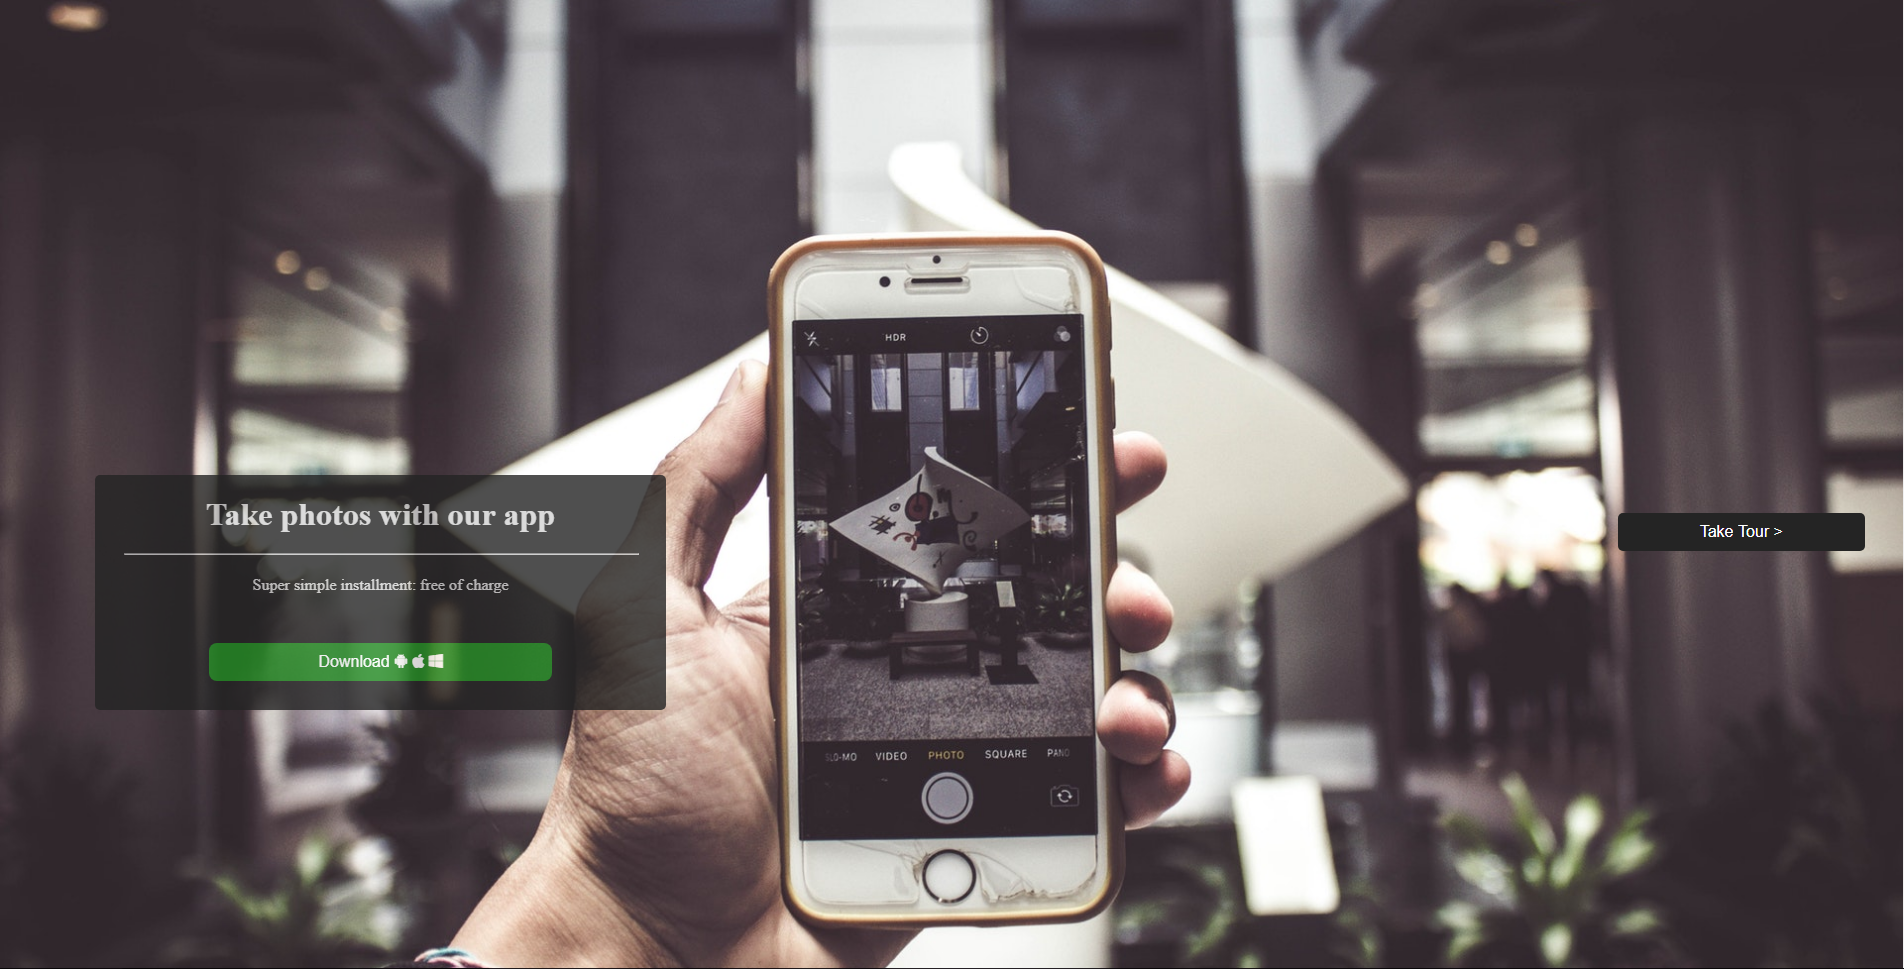 HDR
Take photos with our app
Super simple installment: free of charge
Take Tour >
Download
SLO-MO VIDEO PHOTO SQUARE PANO